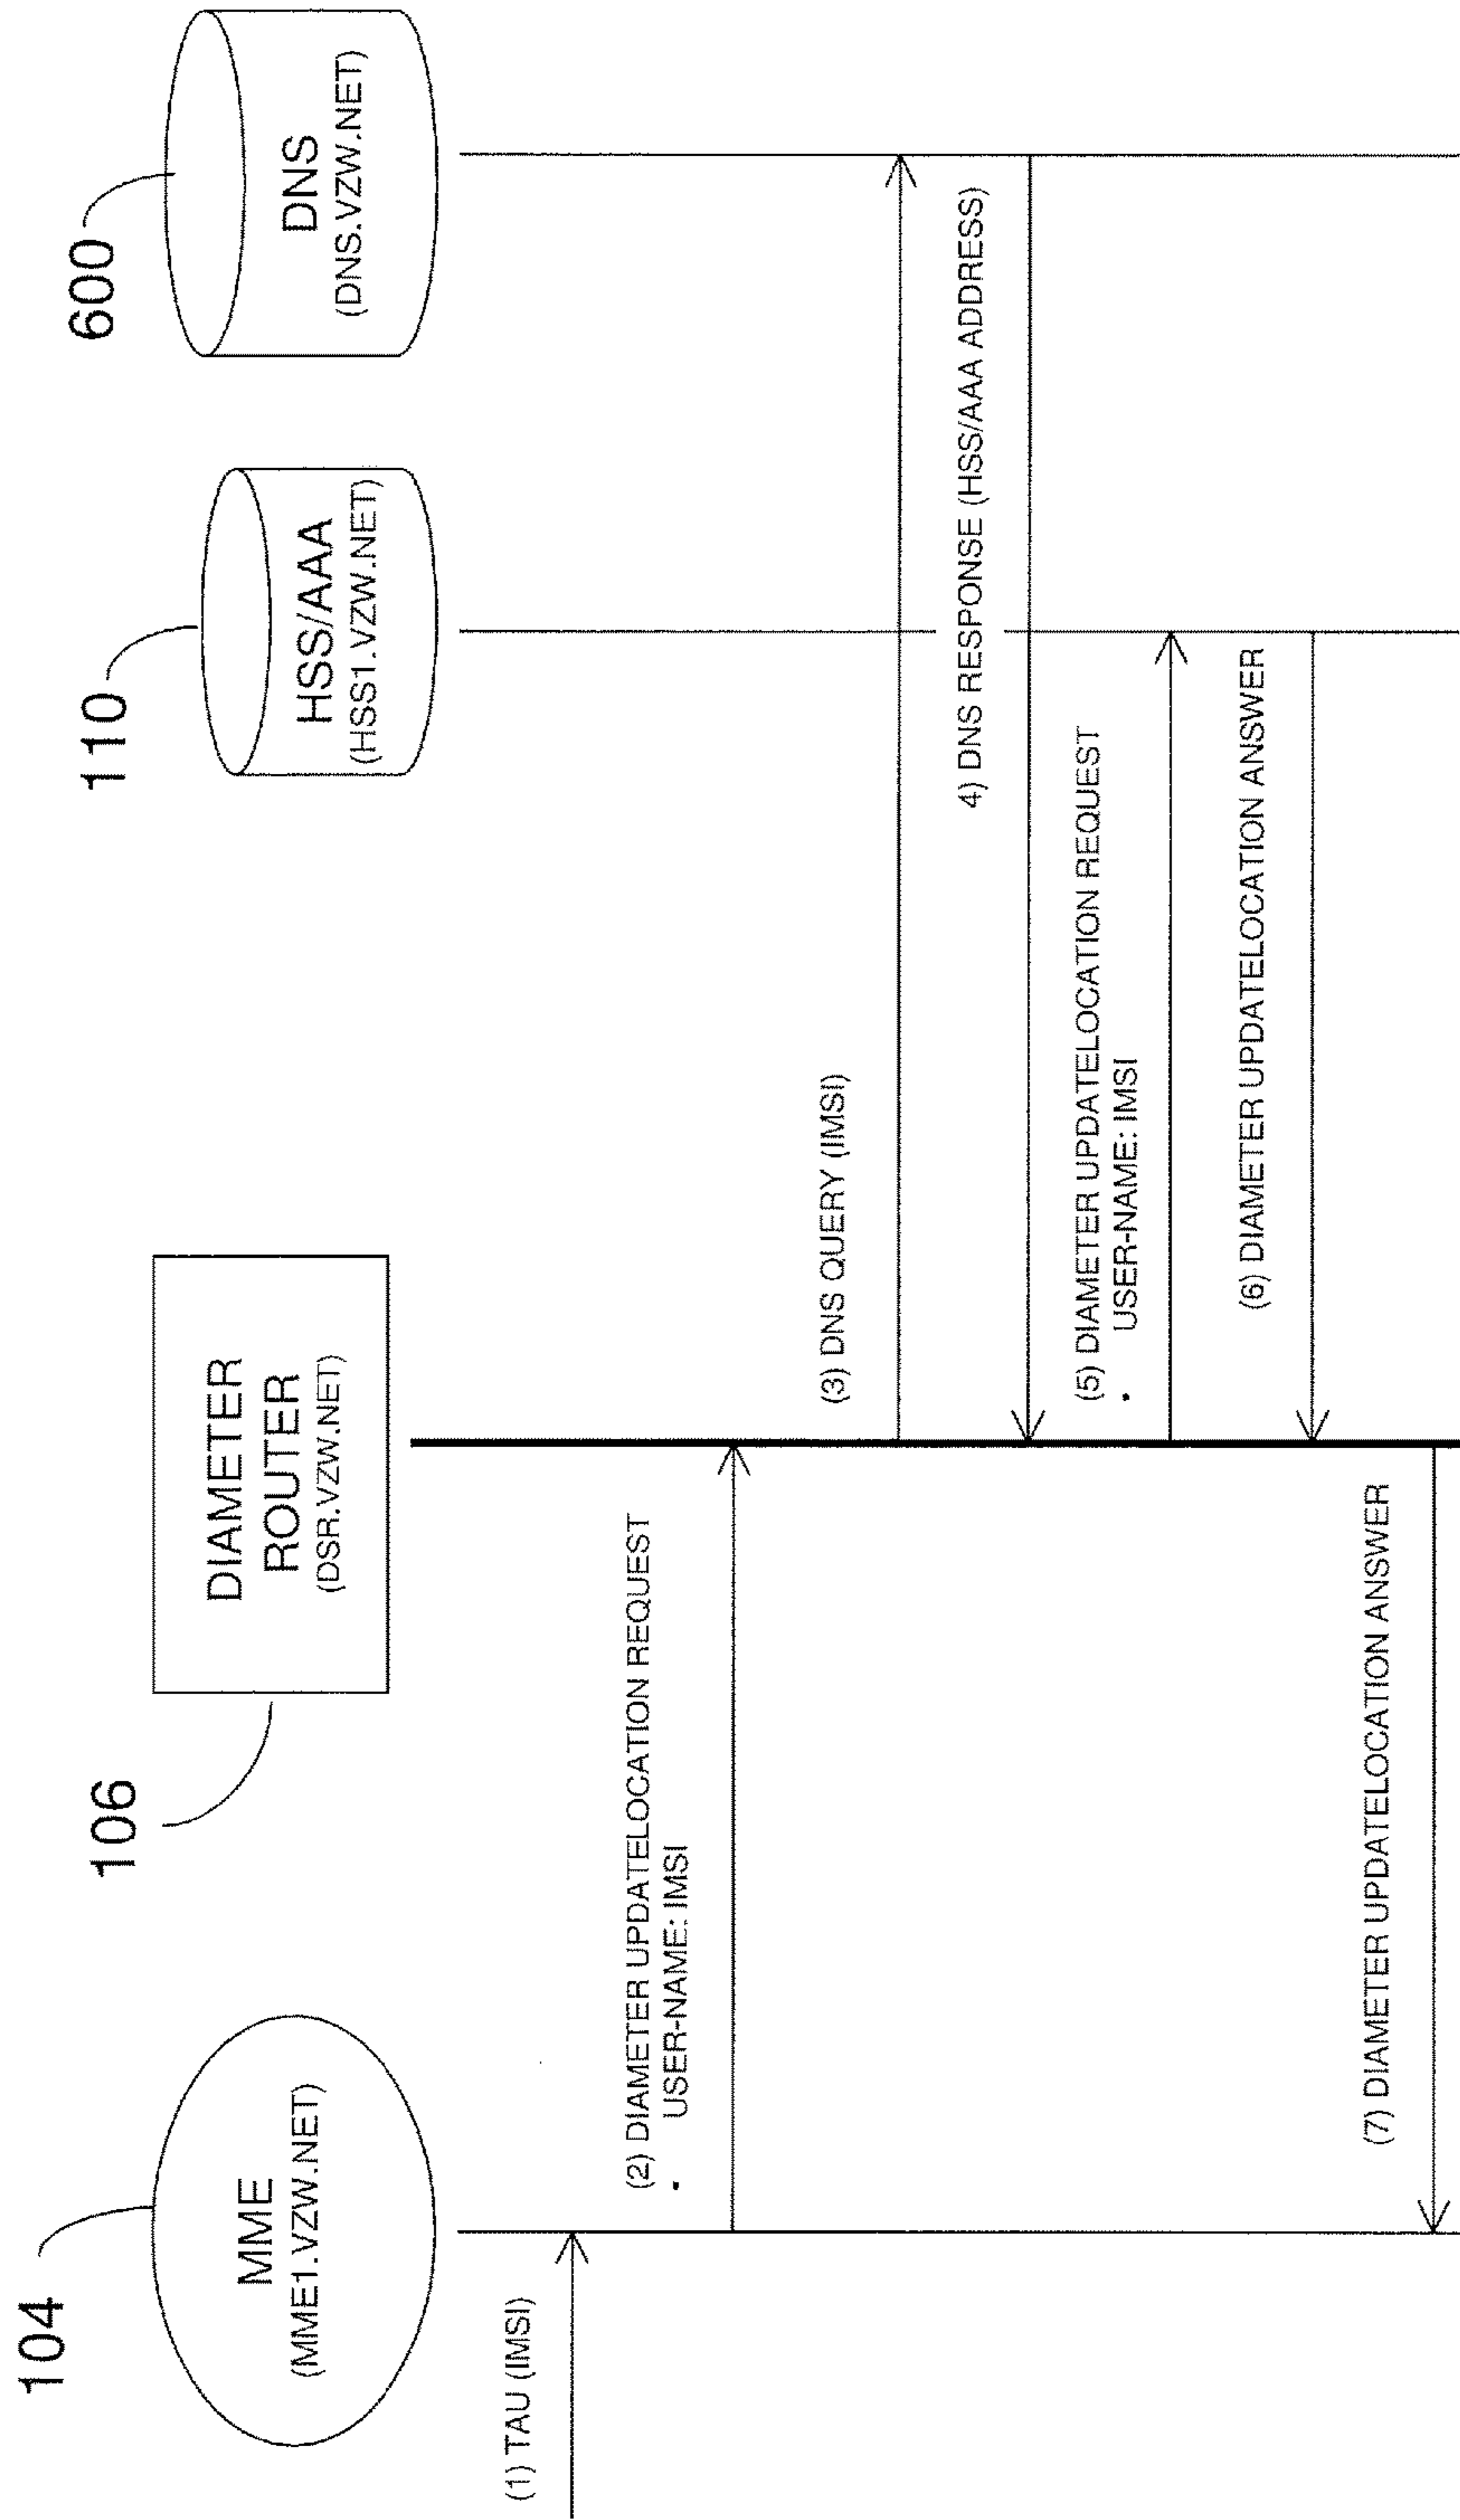 104
MME
(MME1.VZW.NET)
106
DIAMETER
ROUTER
(DSR.VZW.NET)
110
HSS/AAA
(HSS1.VZW.NET)
600
DNS
(DNS.VZW.NET)
(1) TAU (IMSI)
(2) DIAMETER UPDATELOCATION REQUEST
• USER-NAME: IMSI
(3) DNS QUERY (IMSI)
4) DNS RESPONSE (HSS/AAA ADDRESS)
(5) DIAMETER UPDATELOCATION REQUEST
• USER-NAME: IMSI
(6) DIAMETER UPDATELOCATION ANSWER
(7) DIAMETER UPDATELOCATION ANSWER